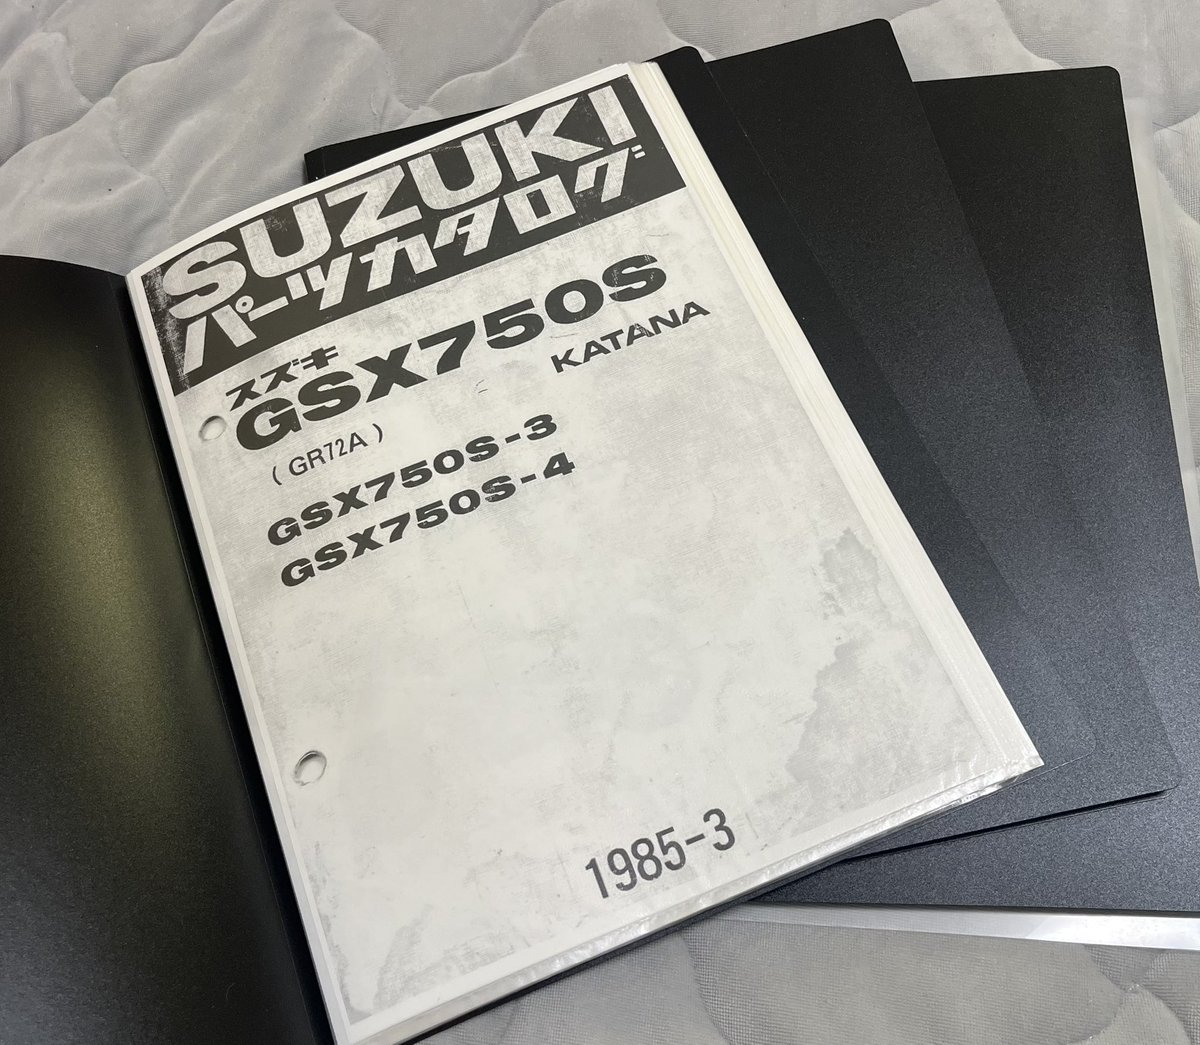 SUZUKI
パーツカタログ
スズキ
GSX750S
KATANA
(GR72A)
GSX750S-3
GSX750S-4
1985-3